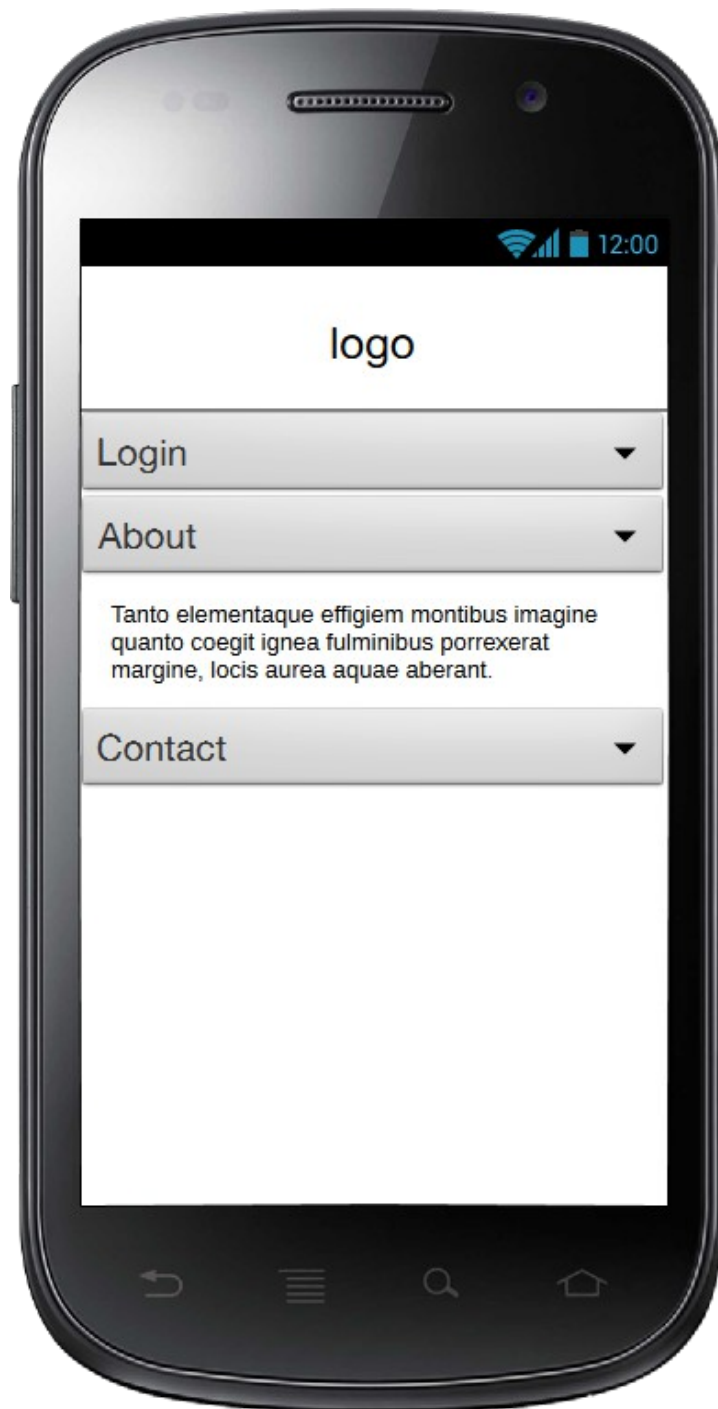 12:00
logo
Login
About
Tanto elementaque effigiem montibus imagine
quanto coegit ignea fulminibus porrexerat
margine, locis aurea aquae aberant.
Contact